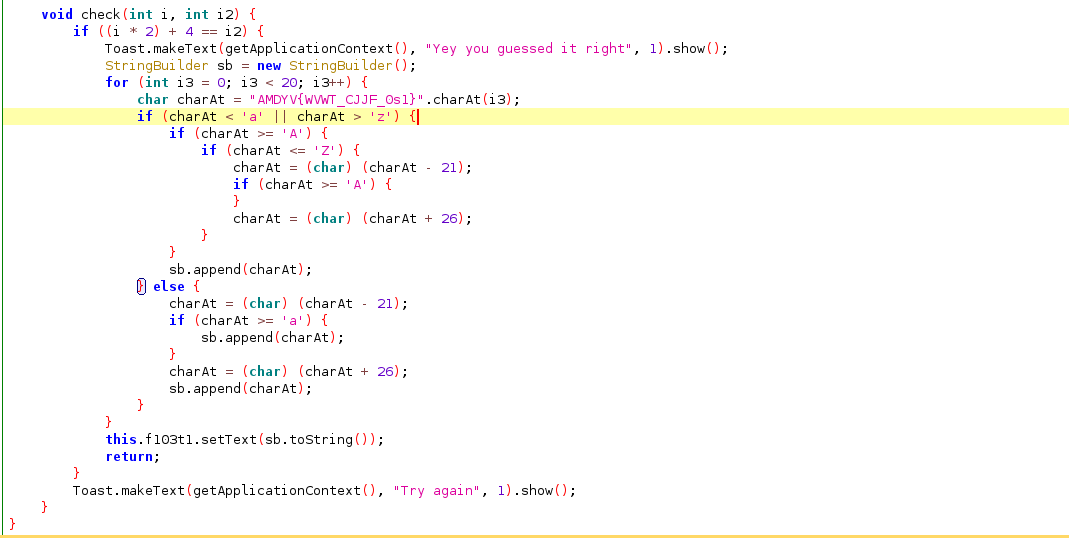 void check(int i, int i2) {
if ((i * 2) + 4 == i2) {
Toast.makeText(getApplicationContext(), "Yey you guessed it right", 1).show();
StringBuilder sb = new StringBuilder();
for (int i3 = 0; i3 < 20; i3++) {
char charAt = "AMDYV{WVWT_CJJF_0s1}".charAt(i3);
if (charAt < 'a' || charAt > 'z') {
if (charAt >= 'A') {
if (charAt <= 'Z') {
charAt = (char) (charAt - 21);
if (charAt >= 'A') {
}
charAt = (char) (charAt + 26);
}
}
sb.append(charAt);
} else {
charAt = (char) (charAt - 21);
if (charAt >= 'a') {
sb.append(charAt);
}
charAt = (char) (charAt + 26);
sb.append(charAt);
}
}
this.f103t1.setText(sb.toString());
return;
}
Toast.makeText(getApplicationContext(), "Try again", 1).show();
}
}